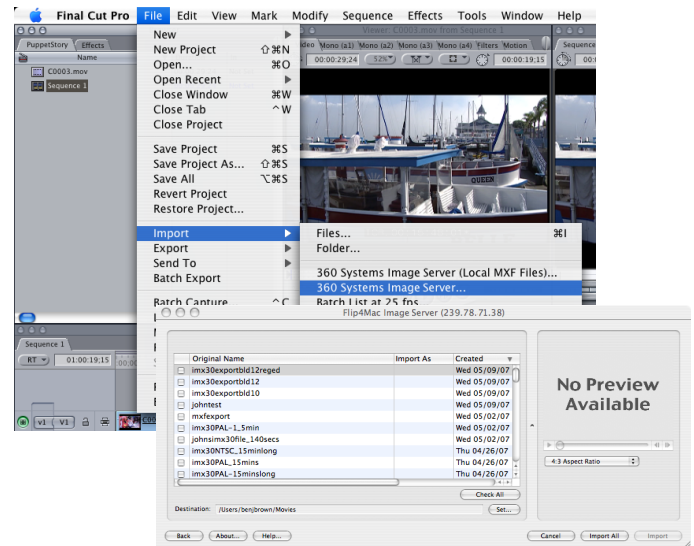 Final Cut Pro File Edit View Mark Modify Sequence Effects Tools Window Help
Viewer: C0003.mov from Sequence 1
PuppetStory Effects
Mono (a1) Mono (a2) Mono (a3) Mono (a4) Filters Motion
Sequence
Name
00:00:29;24 52% 00:00:19;15
C0003.mov
Sequence 1
New
New Project ⇧⌘N
Open... ⌘O
Open Recent
Close Window ⌘W
Close Tab ^W
Close Project
Save Project ⌘S
Save Project As... ⇧⌘S
Save All ⌥⌘S
Revert Project
Restore Project...
Import
Export
Send To
Batch Export
Batch Capture... ^C
QUEEN
Files... ⌘I
Folder...
360 Systems Image Server (Local MXF Files)...
360 Systems Image Server...
Batch List at 25 fps
Sequence 1
RT 01:00:19;15
v1 V1
Flip4Mac Image Server (239.78.71.38)
Original Name Import As Created
imx30exportbld12reged Wed 05/09/07
imx30exportbld12 Wed 05/09/07
imx30exportbld10 Wed 05/09/07
johntest Wed 05/09/07
mxfexport Wed 05/02/07
imx30PAL-1_5min Wed 05/02/07
johnsimx30file_140secs Wed 05/02/07
imx30NTSC_15minlong Thu 04/26/07
imx30PAL_15mins Thu 04/26/07
imx30PAL-15minslong Thu 04/26/07
Check All
Destination: /Users/benjbrown/Movies Set...
No Preview
Available
4:3 Aspect Ratio
Back About... Help... Cancel Import All Import